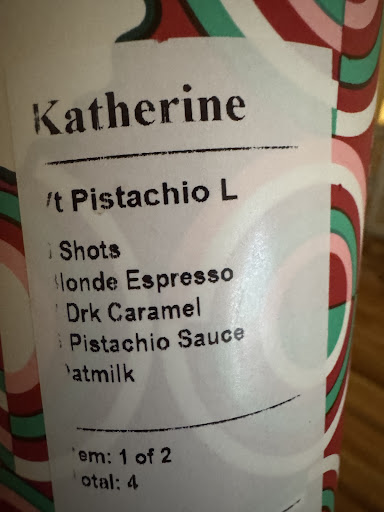 Katherine
/t Pistachio L
Shots
londe Espresso
Drk Caramel
Pistachio Sauce
atmilk
em: 1 of 2
otal: 4